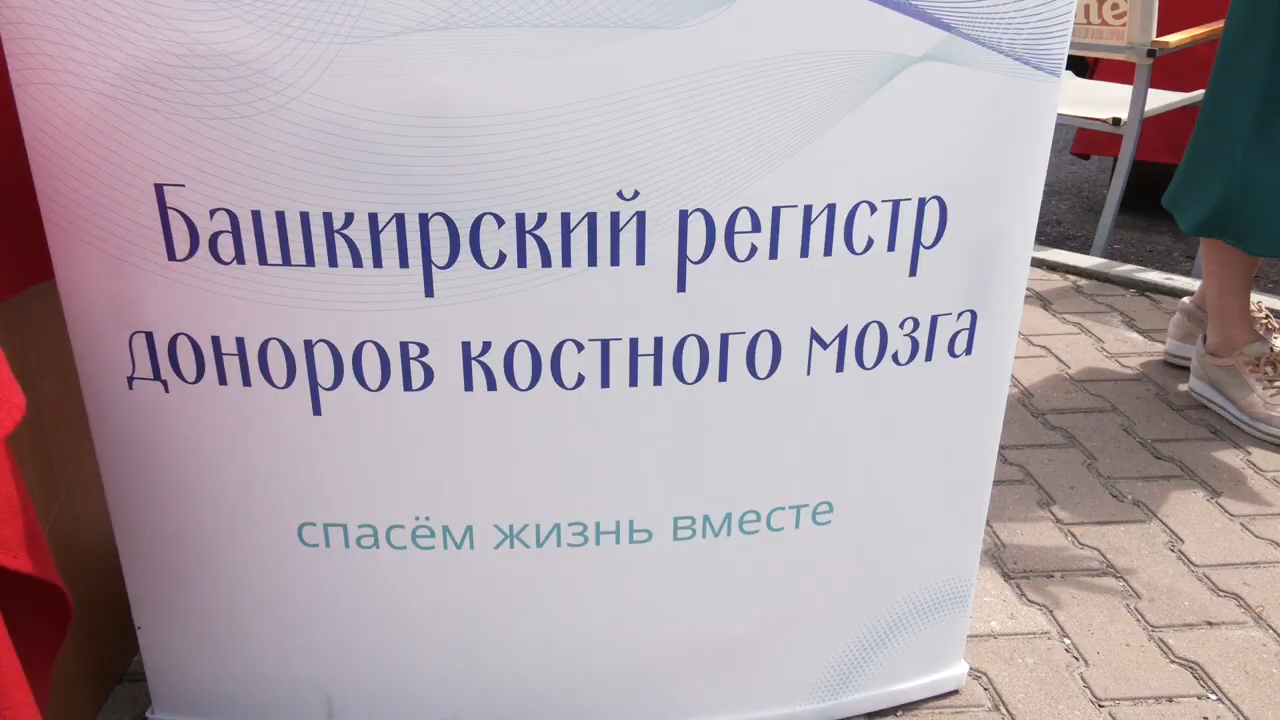 Башкирский регистр
доноров костного мозга
спасём жизнь вместе